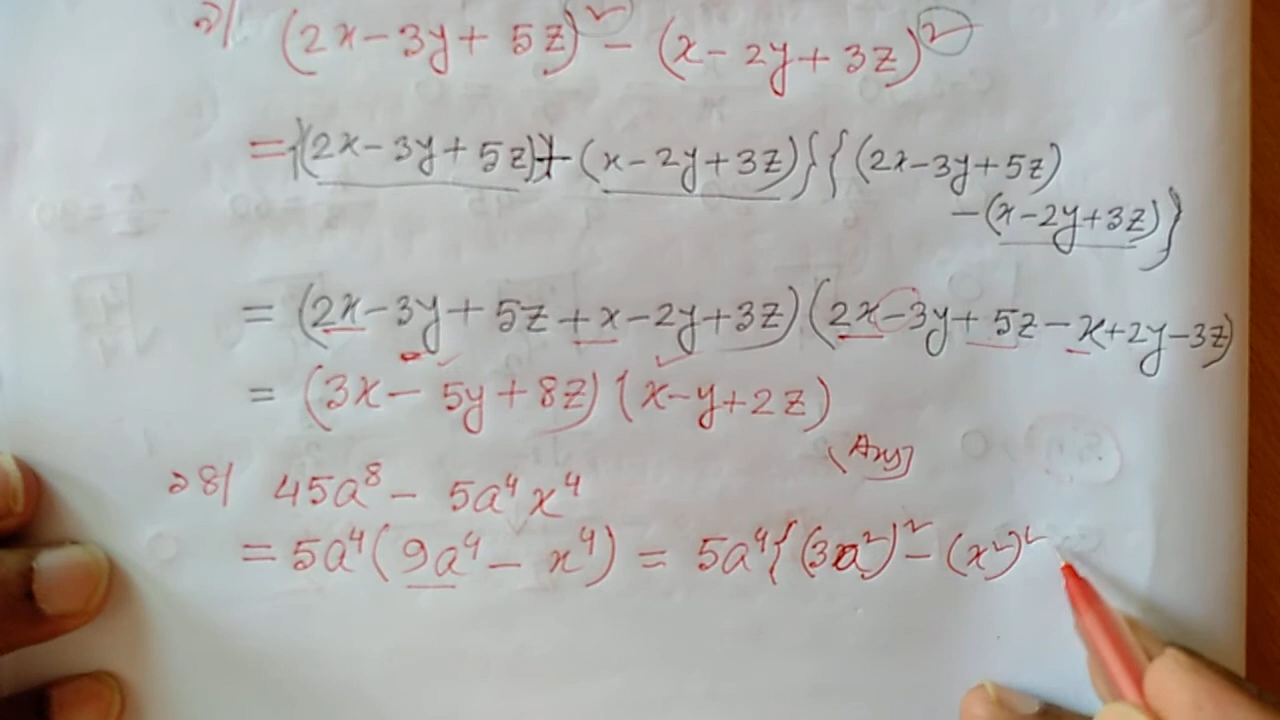 ১। (2x-3y+5z)² - (x-2y+3z)²
= {(2x-3y+5z)+(x-2y+3z)}{(2x-3y+5z)
-(x-2y+3z)}
= (2x-3y+5z+x-2y+3z)(2x-3y+5z-x+2y-3z)
= (3x-5y+8z)(x-y+2z)
(Ans)
১৪। 45a⁸ - 5a⁴x⁴
= 5a⁴(9a⁴ - x⁴) = 5a⁴{(3a²)² - (x²)²